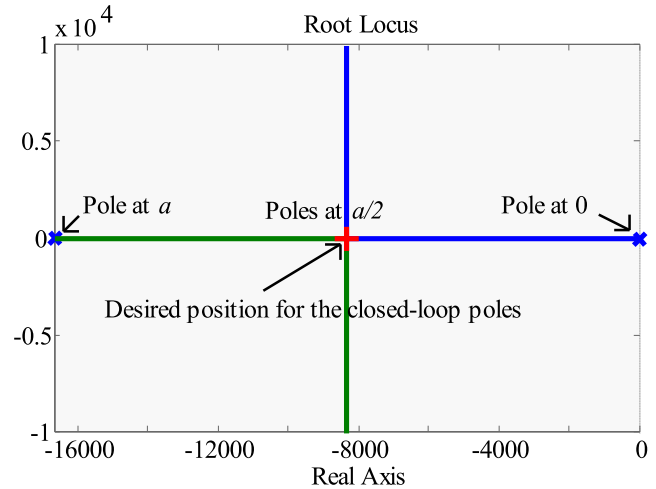 Root Locus
x 10^4
1
0.5
0
-0.5
-1
Pole at a
Poles at a/2
Pole at 0
Desired position for the closed-loop poles
-16000 -12000 -8000 -4000 0
Real Axis